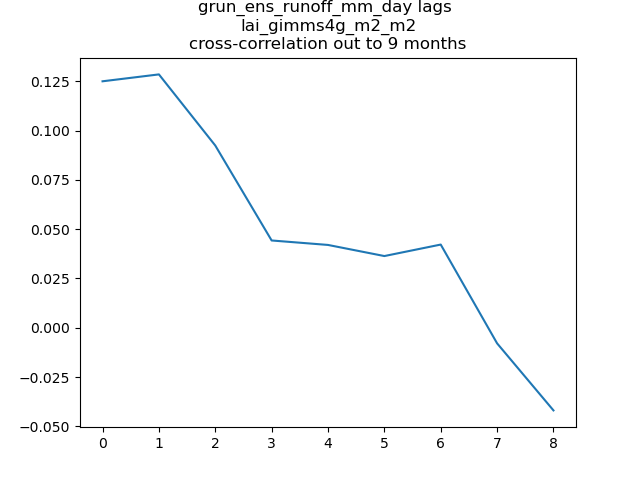 grun_ens_runoff_mm_day lags
lai_gimms4g_m2_m2
cross-correlation out to 9 months
0.125
0.100
0.075
0.050
0.025
0.000
−0.025
−0.050
0 1 2 3 4 5 6 7 8